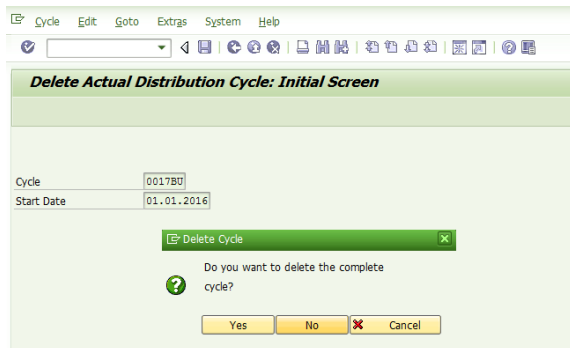 Cycle Edit Goto Extras System Help
Delete Actual Distribution Cycle: Initial Screen
Cycle 0017BU
Start Date 01.01.2016
Delete Cycle
Do you want to delete the complete
cycle?
Yes No Cancel